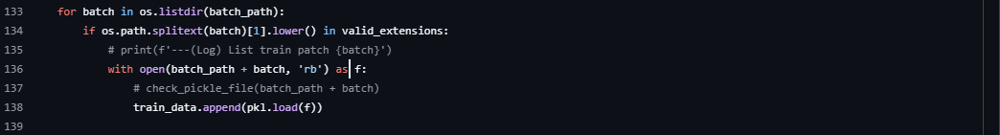 133 for batch in os.listdir(batch_path):
134 if os.path.splitext(batch)[1].lower() in valid_extensions:
135 # print(f'---(Log) List train patch {batch}')
136 with open(batch_path + batch, 'rb') as f:
137 # check_pickle_file(batch_path + batch)
138 train_data.append(pkl.load(f))
139